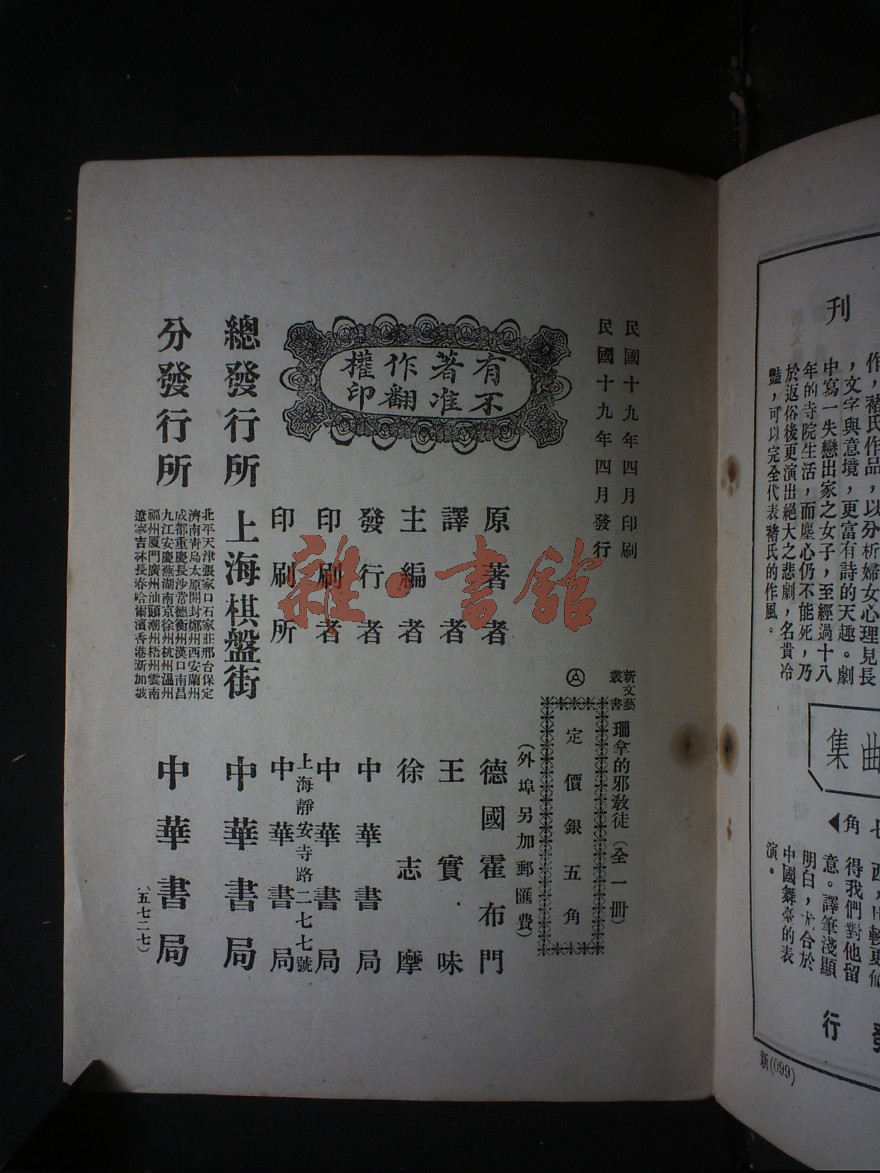 刊
作，褚氏作品，以分析婦女心理見長
，文字與意境，更富有詩的天趣。劇
中寫一失戀出家之女子，至經過十八
年的寺院生活，而塵心仍不能死，乃
於返俗後更演出絕大之悲劇，名貴冷
豔，可以完全代表褚氏的作風。
曲集
角
得我們對他留
意。譯筆淺顯
明白，尤合於
中國舞臺的表
演。
發行
新(099)
民國十九年四月印刷
民國十九年四月發行
新文藝叢書 珊拿的邪教徒（全一冊）
定價銀五角
（外埠另加郵匯費）
有著作權
不准翻印
原著者 德國霍布門
譯者 王實味
主編者 徐志摩
發行者 中華書局
印刷者 中華書局
上海靜安寺路二七七號
印刷所 中華書局
總發行所 上海棋盤街 中華書局
分發行所
北平天津張家口石家莊邢台保定
濟南青島太原開封鄭州西安蘭州
成都重慶長沙常德衡州漢口南昌
九江安慶蕪湖南京徐州杭州溫州
福州厦門廣州汕頭潮州梧州雲南
遼寧吉林長春哈爾濱香港新加坡
中華書局
（五七二七）
雜·書館